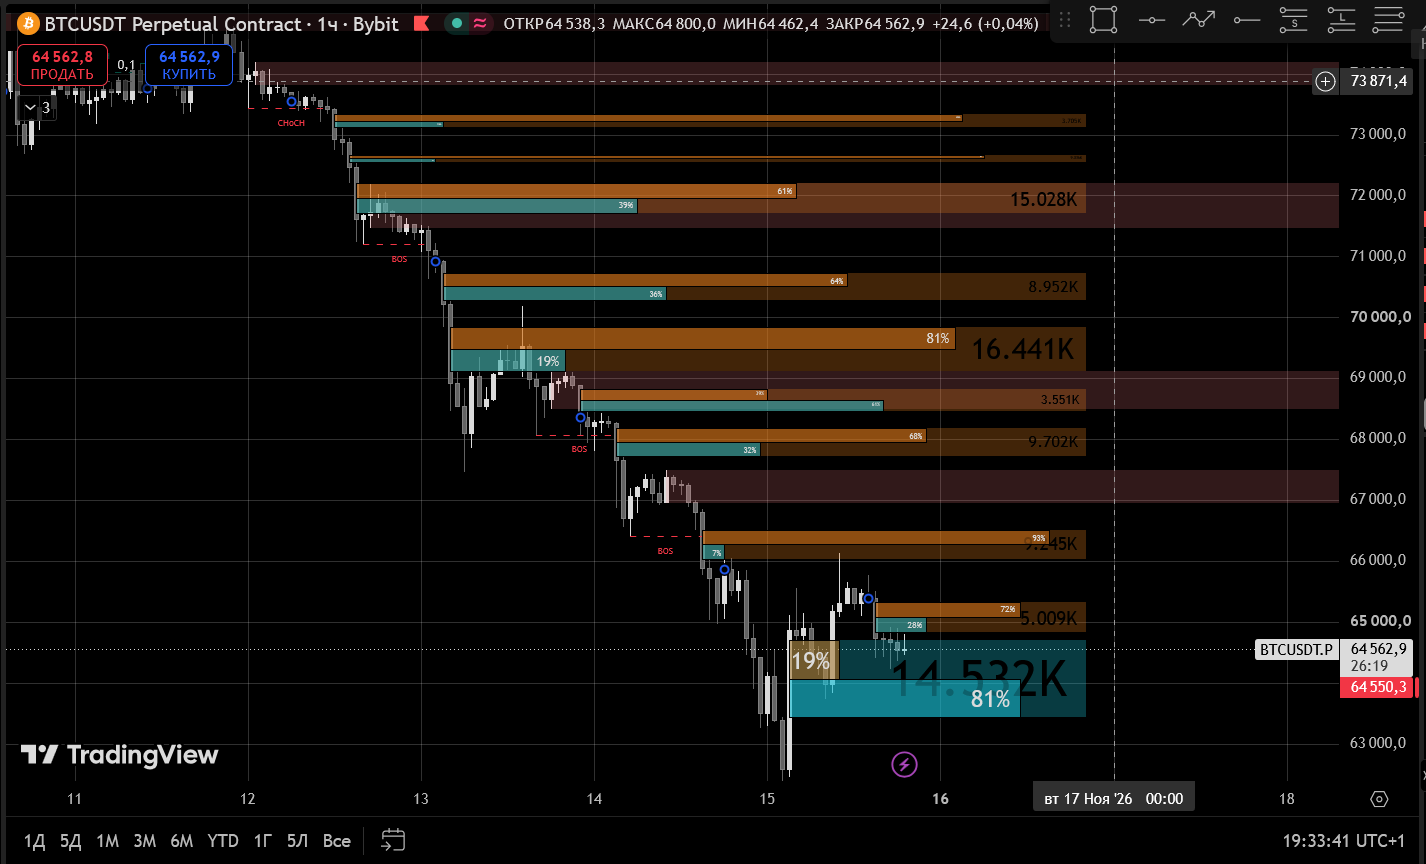 BTCUSDT Perpetual Contract · 1ч · Bybit ОТКР64 538,3 МАКС64 800,0 МИН64 462,4 ЗАКР64 562,9 +24,6 (+0,04%)
64 562,8
ПРОДАТЬ
0,1
64 562,9
КУПИТЬ
3
73 871,4
CHoCH
73 000,0
72 000,0
61%
39%
15.028K
BOS
71 000,0
64%
36%
8.952K
70 000,0
81%
19%
16.441K
69 000,0
3.551K
68%
32%
9.702K
68 000,0
BOS
67 000,0
93%
7%
9.245K
BOS
66 000,0
72%
28%
5.009K
65 000,0
19%
81%
14.532K
BTCUSDT.P
64 562,9
26:19
64 550,3
63 000,0
TradingView
11 12 13 14 15 16 вт 17 Ноя '26 00:00 18
1Д 5Д 1М 3М 6М YTD 1Г 5Л Все
19:33:41 UTC+1